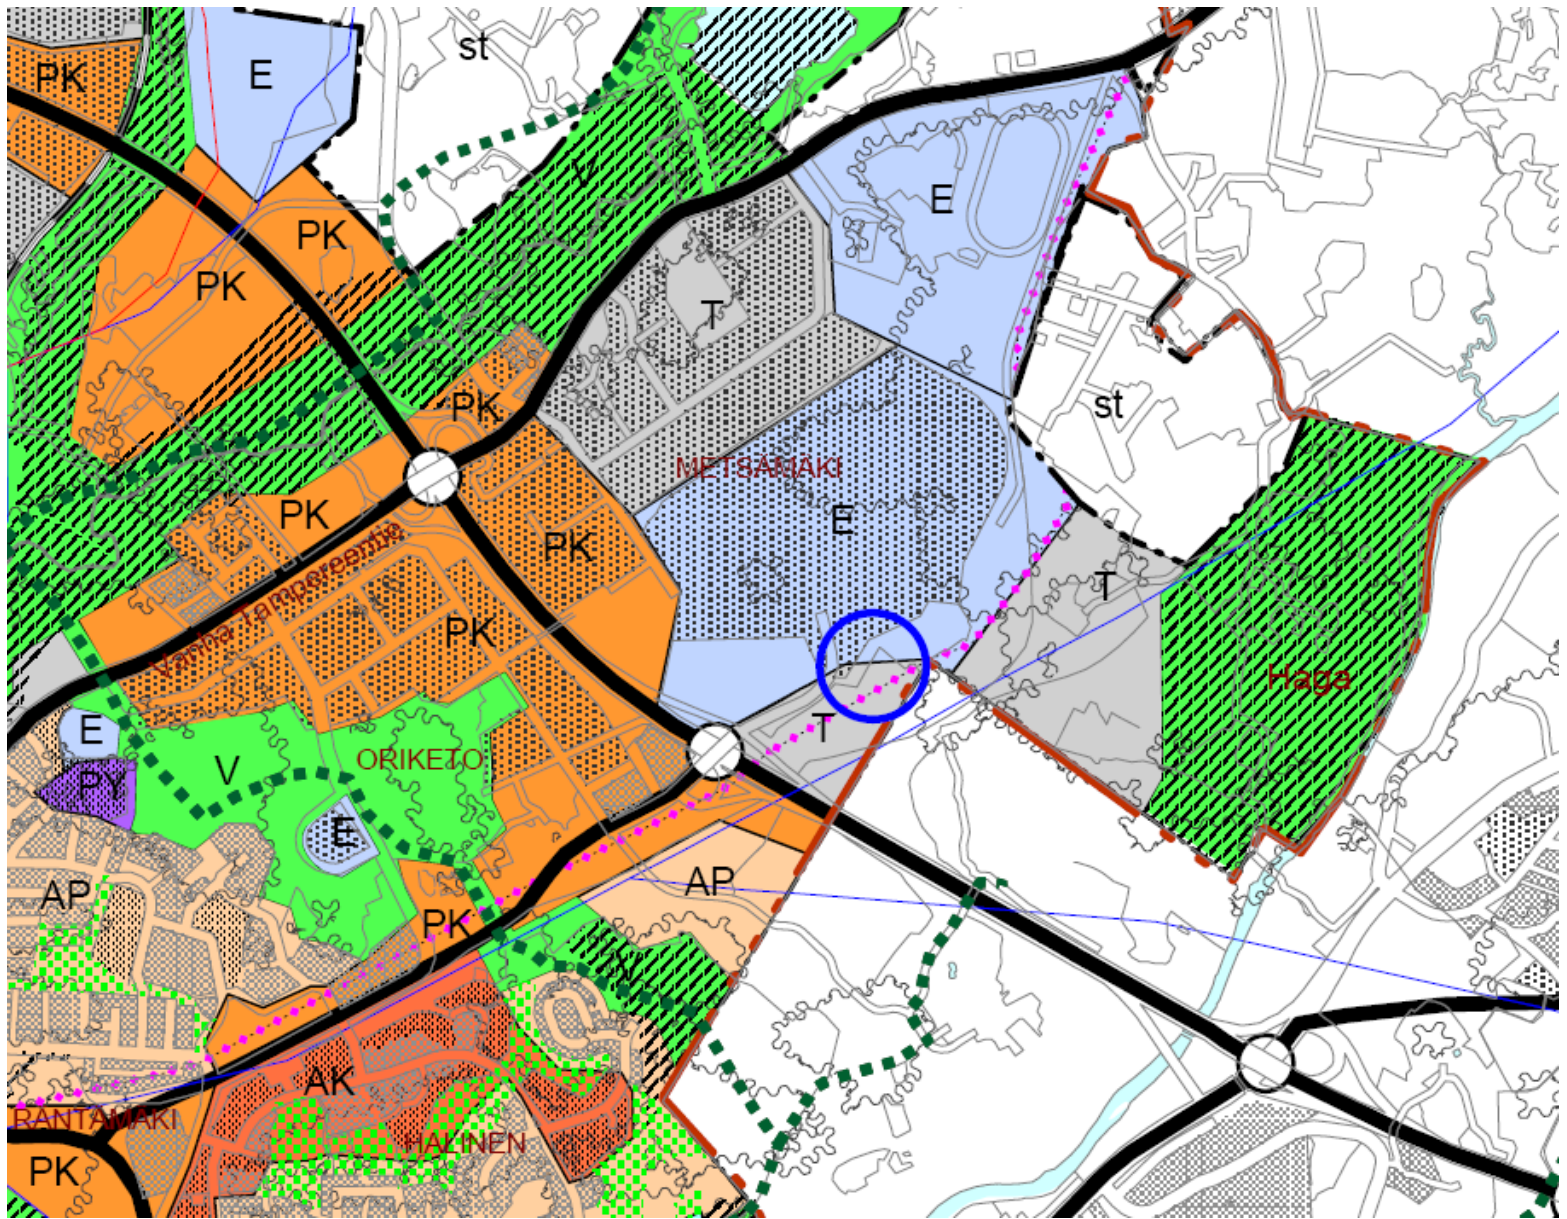 st
PK
E
V
E
PK
PK
T
PK
st
METSÄMÄKI
PK
E
PK
Vanha Tampereentie
T
PK
Haga
E
T
V
ORIKETO
PY
E
AP
AP
PK
V
AK
RANTAMÄKI
HALINEN
PK